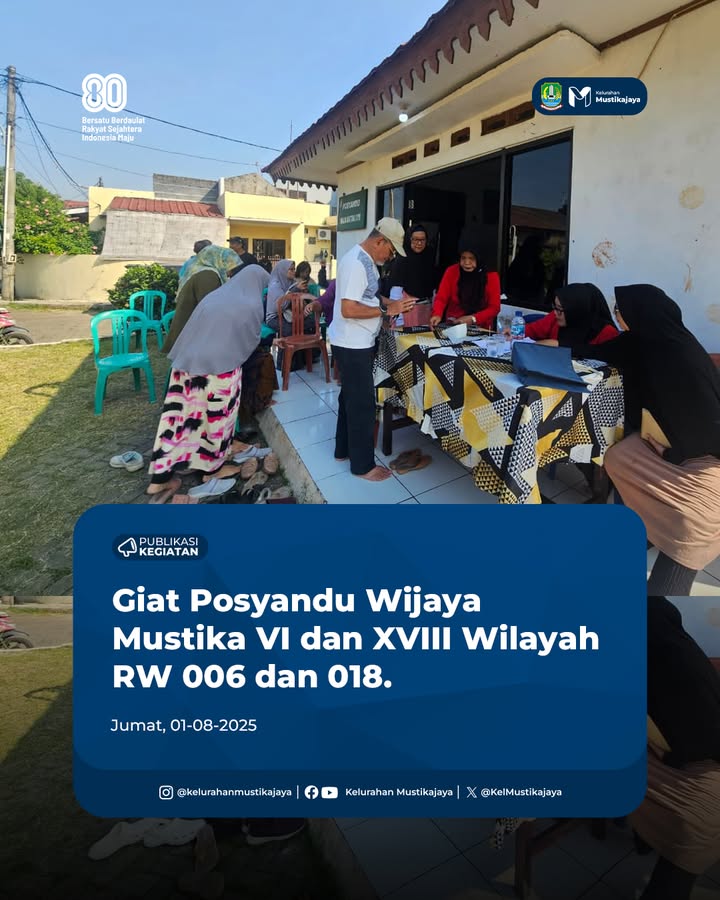 80
Bersatu Berdaulat
Rakyat Sejahtera
Indonesia Maju
Kelurahan
Mustikajaya
POSYANDU
PUBLIKASI
KEGIATAN
Giat Posyandu Wijaya
Mustika VI dan XVIII Wilayah
RW 006 dan 018.
Jumat, 01-08-2025
@kelurahanmustikajaya | Kelurahan Mustikajaya | @KelMustikajaya